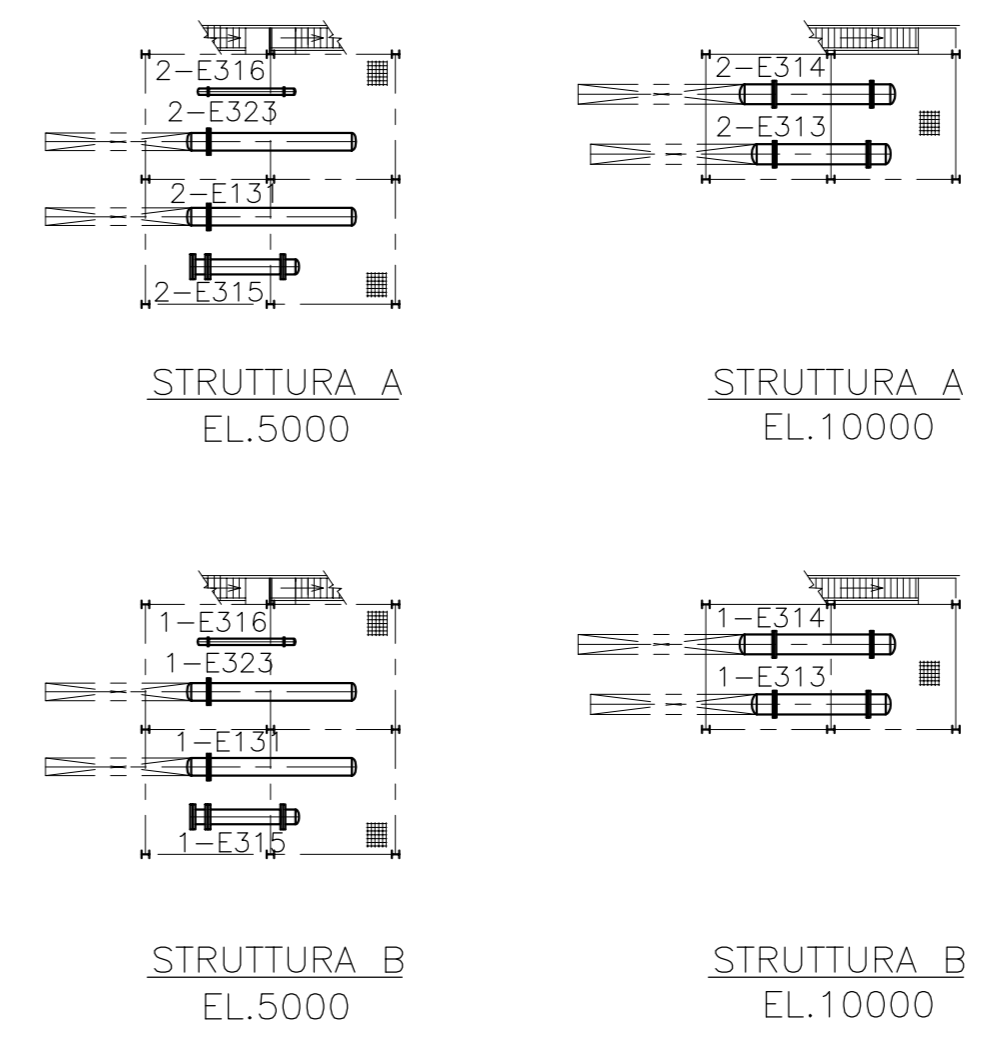 2-E316
2-E323
2-E131
2-E315
STRUTTURA A
EL.5000
2-E314
2-E313
STRUTTURA A
EL.10000
1-E316
1-E323
1-E131
1-E315
STRUTTURA B
EL.5000
1-E314
1-E313
STRUTTURA B
EL.10000